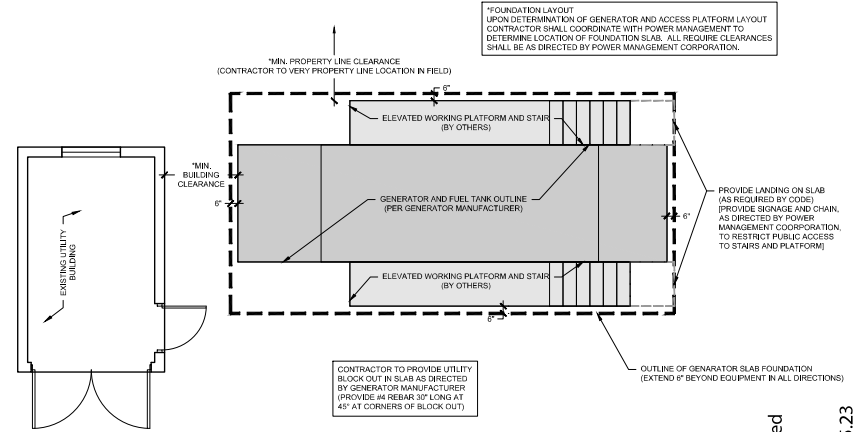 *FOUNDATION LAYOUT
UPON DETERMINATION OF GENERATOR AND ACCESS PLATFORM LAYOUT
CONTRACTOR SHALL COORDINATE WITH POWER MANAGEMENT TO
DETERMINE LOCATION OF FOUNDATION SLAB. ALL REQUIRE CLEARANCES
SHALL BE AS DIRECTED BY POWER MANAGEMENT CORPORATION.
*MIN. PROPERTY LINE CLEARANCE
(CONTRACTOR TO VERY PROPERTY LINE LOCATION IN FIELD)
6"
ELEVATED WORKING PLATFORM AND STAIR
(BY OTHERS)
*MIN.
BUILDING
CLEARANCE
6"
GENERATOR AND FUEL TANK OUTLINE
(PER GENERATOR MANUFACTURER)
6"
PROVIDE LANDING ON SLAB
(AS REQUIRED BY CODE)
[PROVIDE SIGNAGE AND CHAIN,
AS DIRECTED BY POWER
MANAGEMENT COORPORATION,
TO RESTRICT PUBLIC ACCESS
TO STAIRS AND PLATFORM]
EXISTING UTILITY
BUILDING
ELEVATED WORKING PLATFORM AND STAIR
(BY OTHERS)
6"
CONTRACTOR TO PROVIDE UTILITY
BLOCK OUT IN SLAB AS DIRECTED
BY GENERATOR MANUFACTURER
(PROVIDE #4 REBAR 30" LONG AT
45° AT CORNERS OF BLOCK OUT)
OUTLINE OF GENARATOR SLAB FOUNDATION
(EXTEND 6" BEYOND EQUIPMENT IN ALL DIRECTIONS)
ed
.23